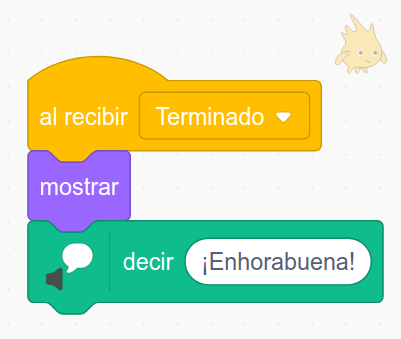 al recibir Terminado
mostrar
decir ¡Enhorabuena!